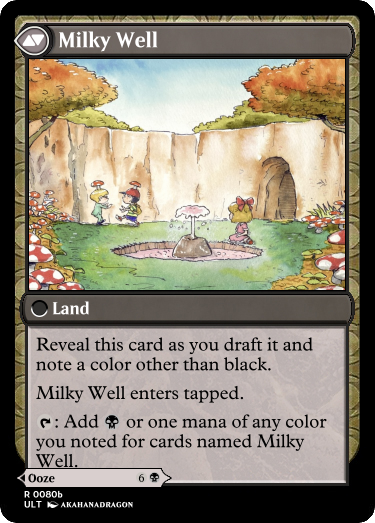 Milky Well
Land
Reveal this card as you draft it and
note a color other than black.
Milky Well enters tapped.
: Add or one mana of any color
you noted for cards named Milky
Well.
Ooze 6
R 0080b
ULT AKAHANADRAGON